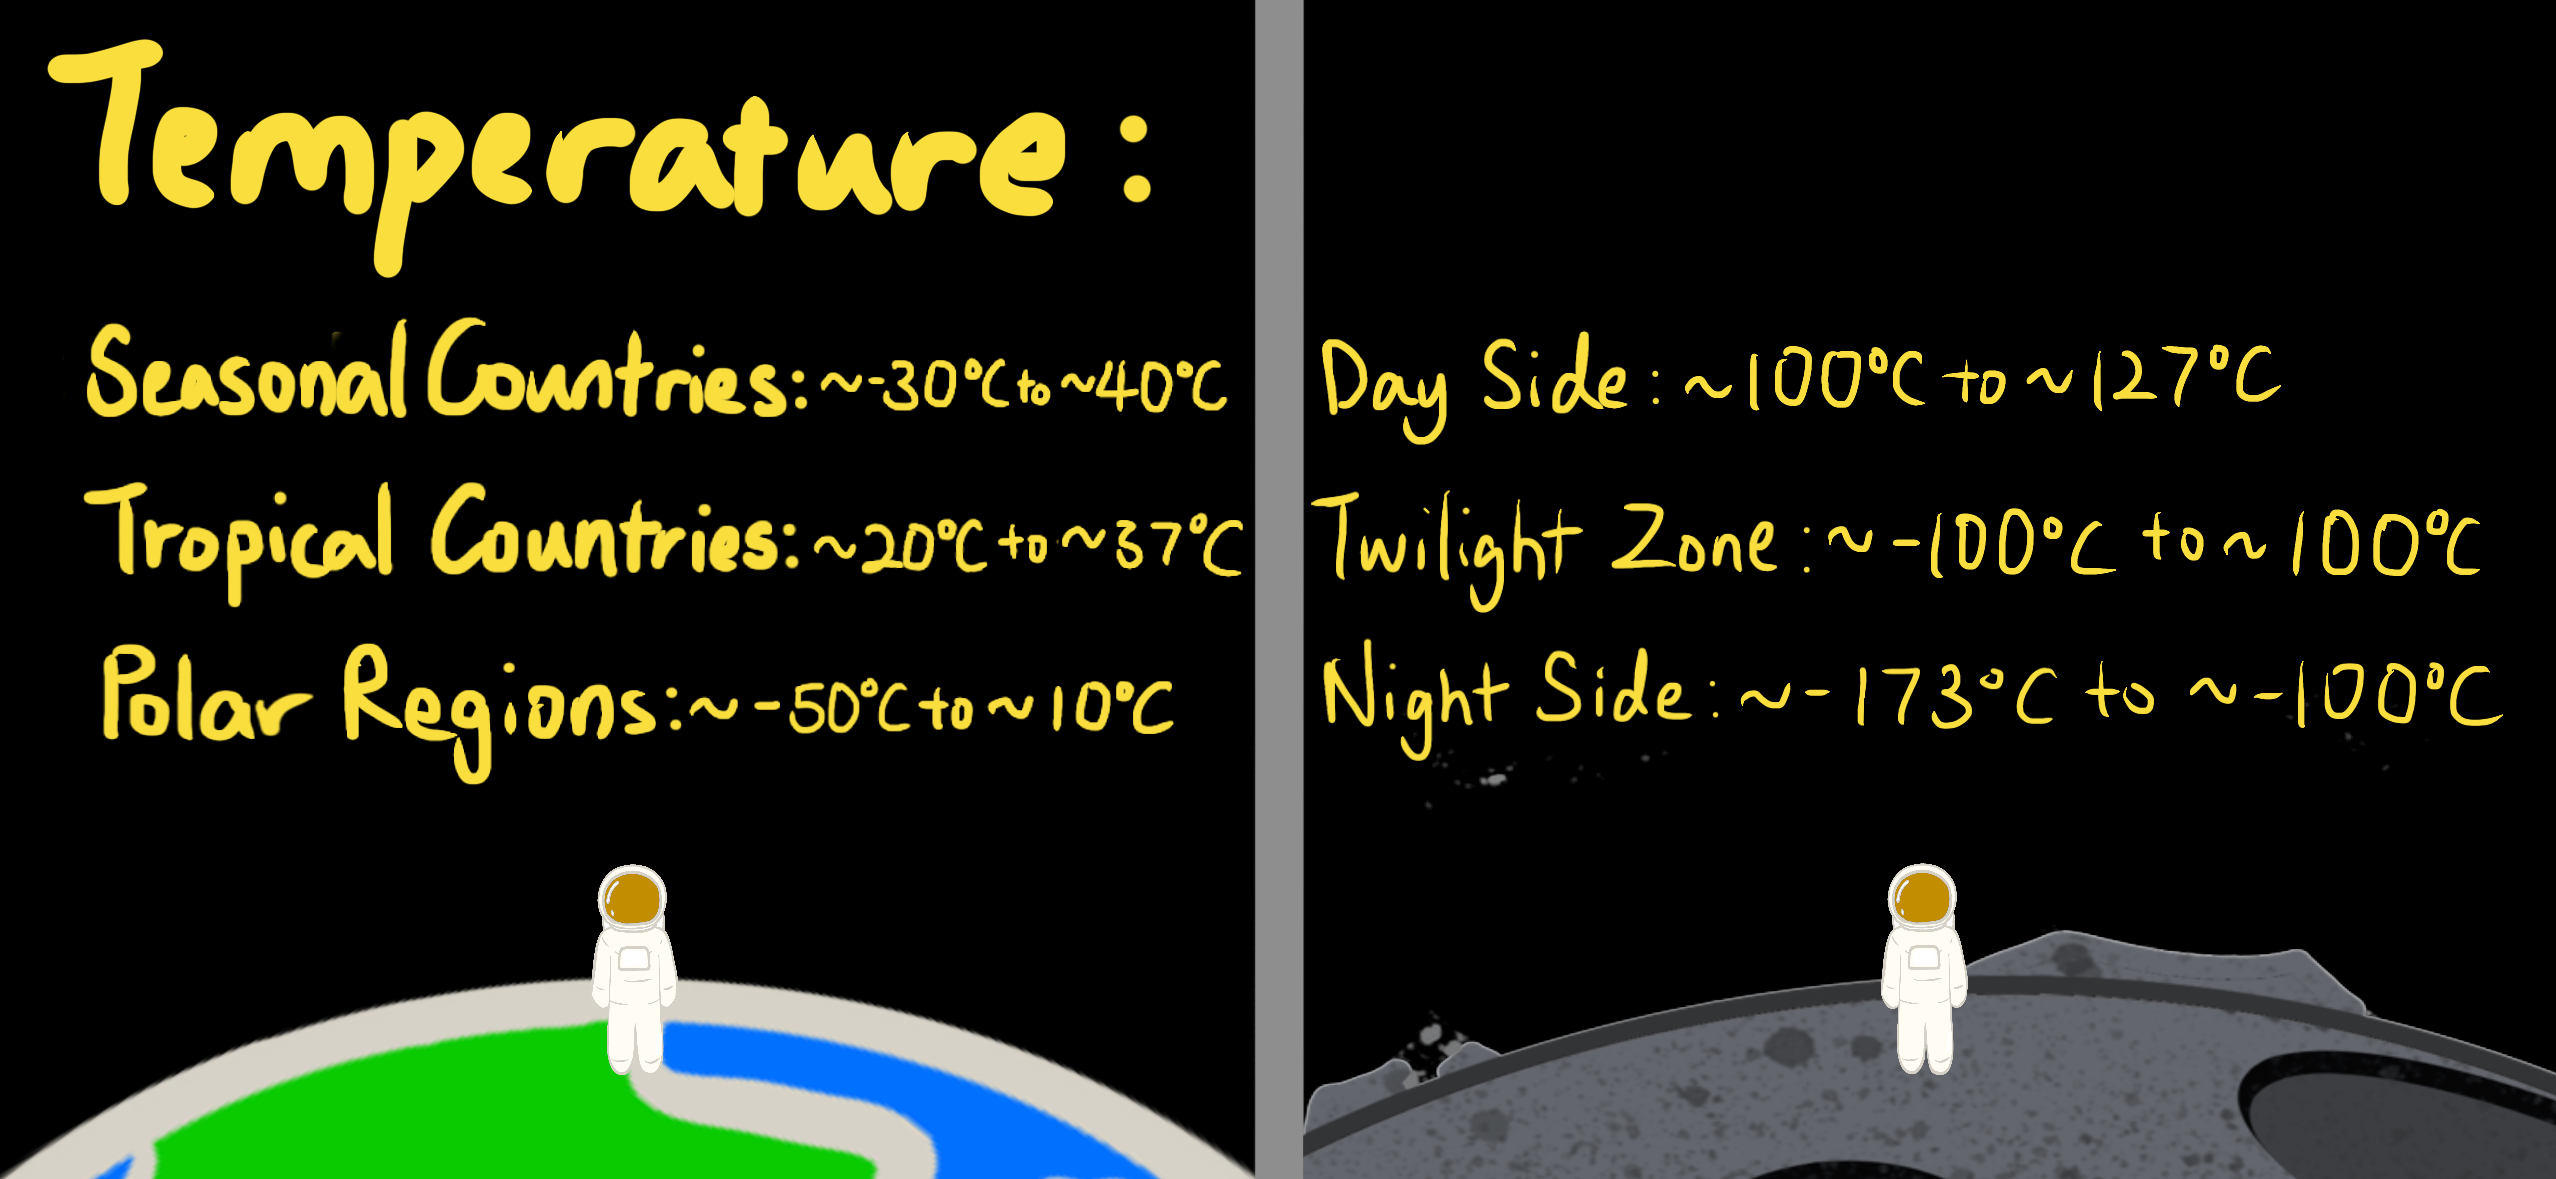 Temperature:
Seasonal Countries: ~-30°C to ~40°C
Tropical Countries: ~20°C to ~37°C
Polar Regions: ~-50°C to ~10°C
Day Side: ~100°C to ~127°C
Twilight Zone: ~-100°C to ~100°C
Night Side: ~-173°C to ~-100°C